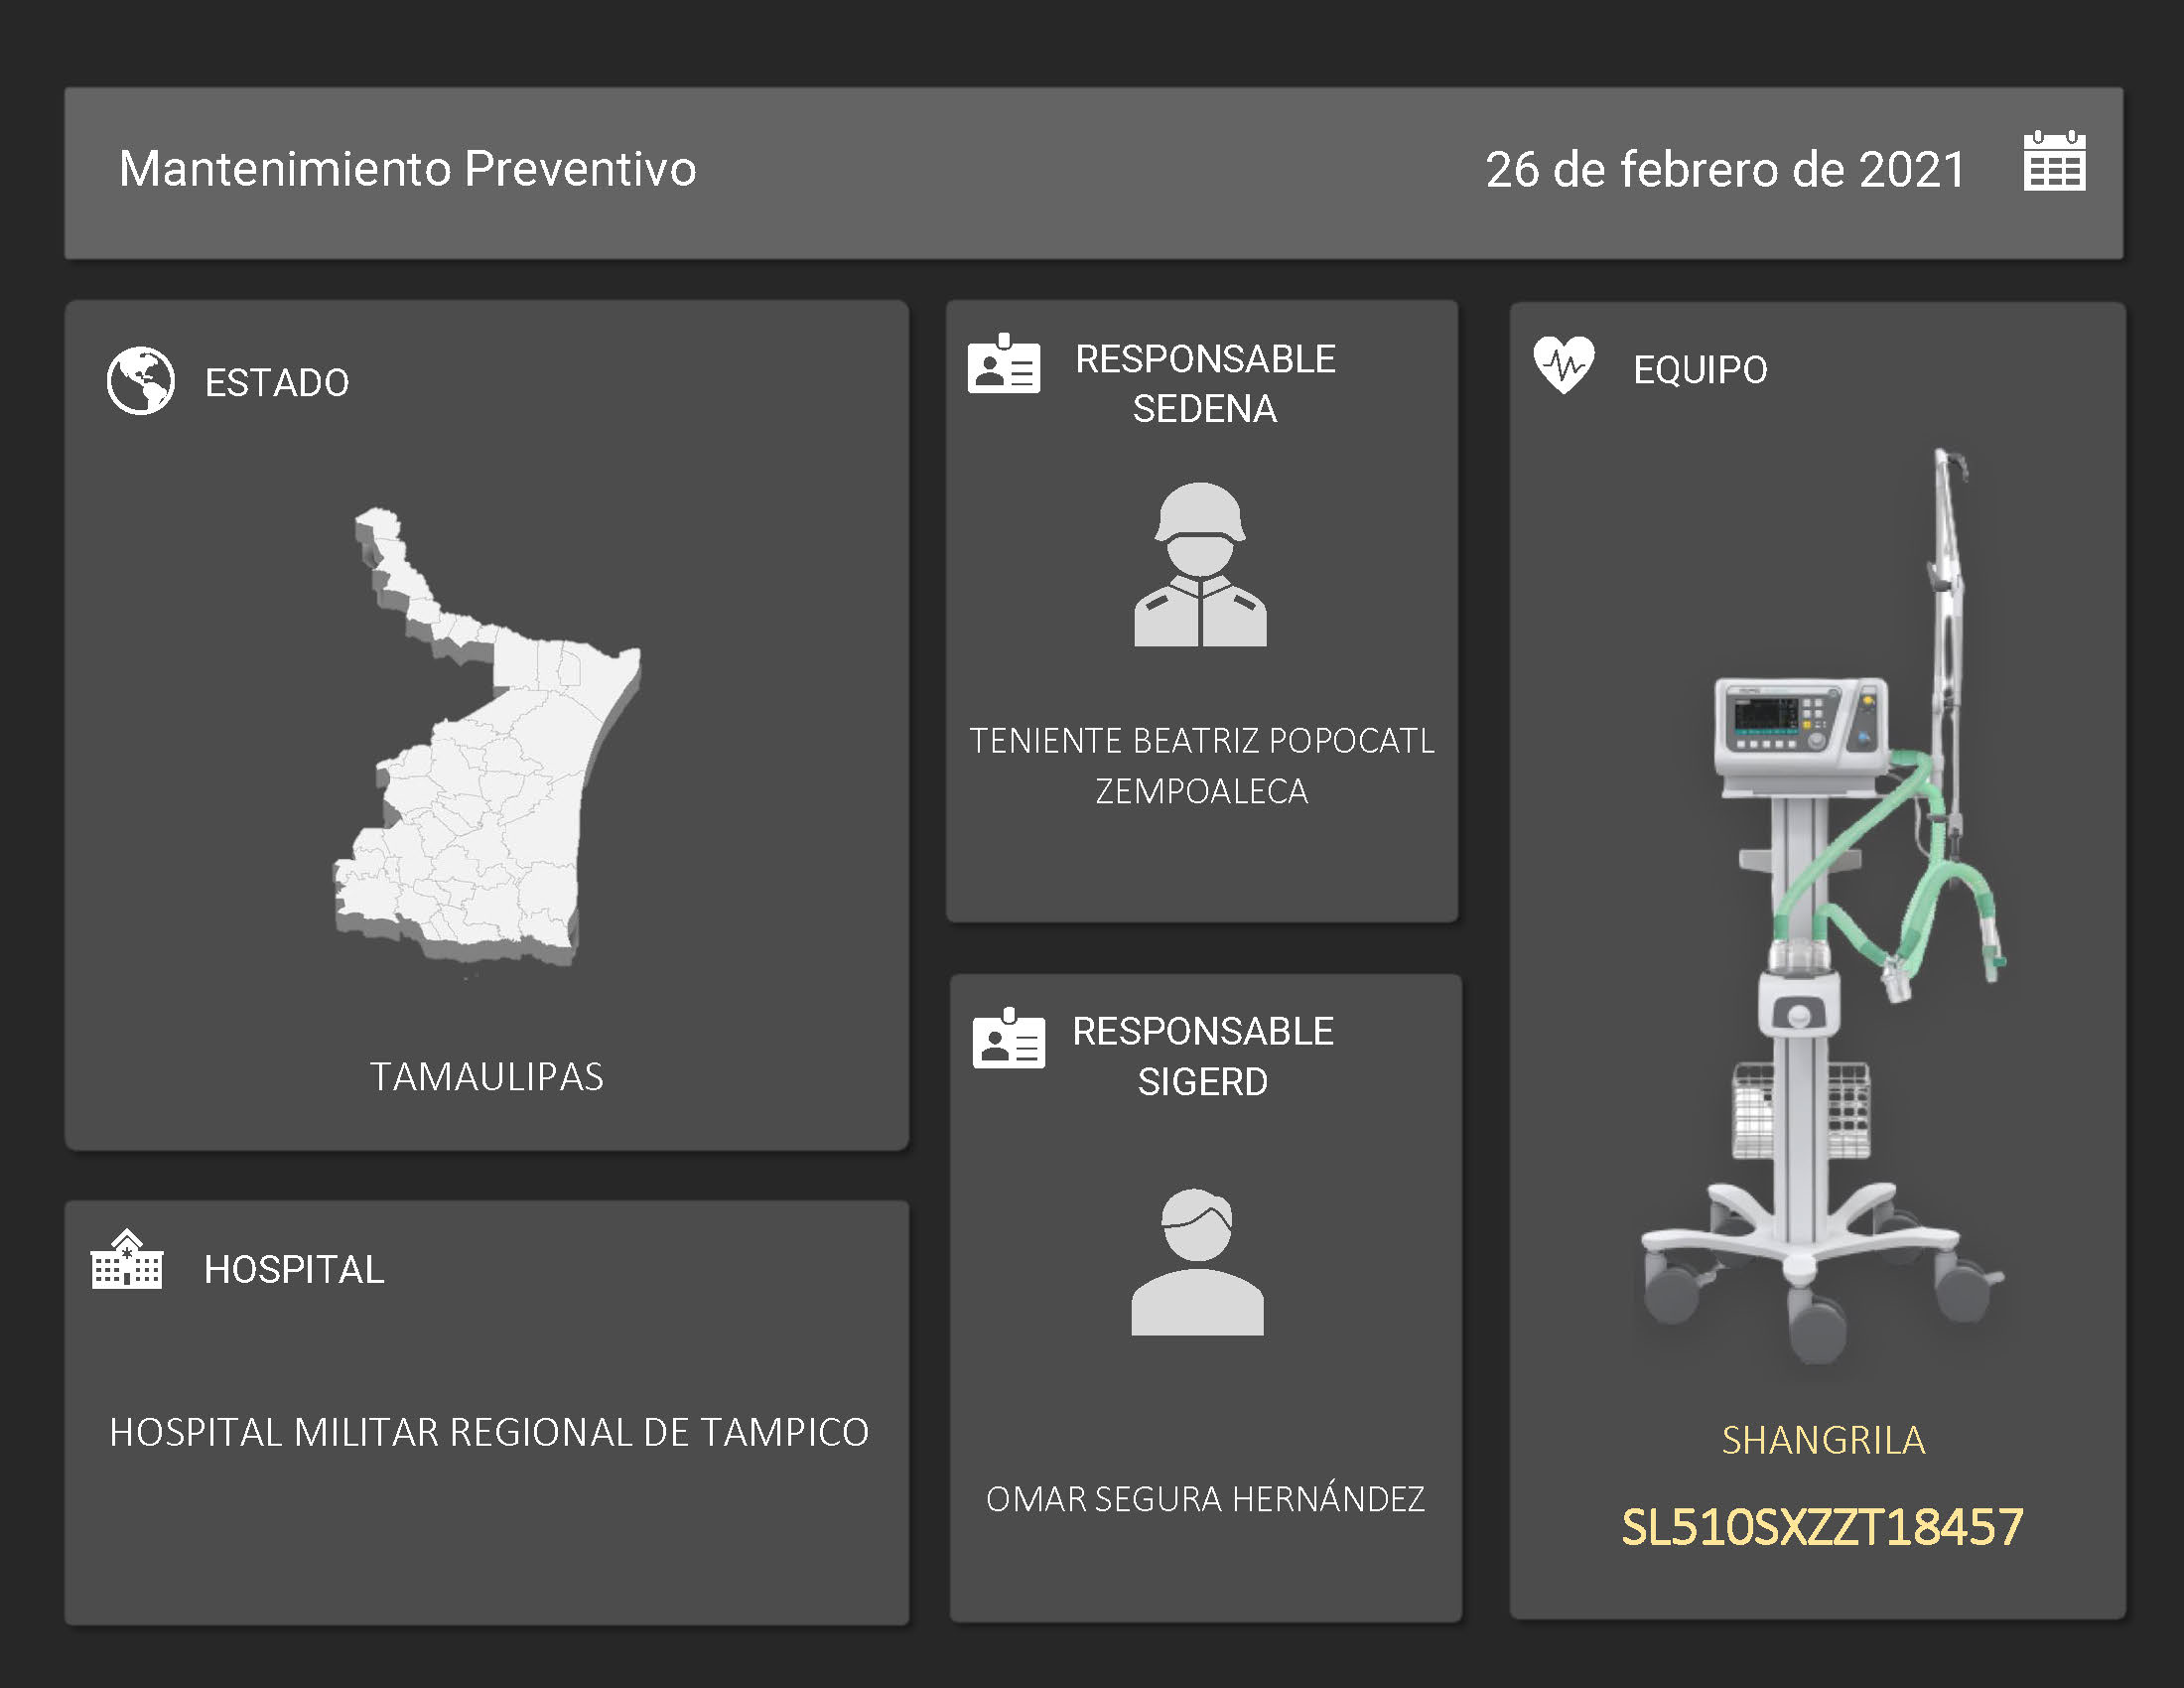 Mantenimiento Preventivo
26 de febrero de 2021
ESTADO
TAMAULIPAS
HOSPITAL
HOSPITAL MILITAR REGIONAL DE TAMPICO
RESPONSABLE
SEDENA
TENIENTE BEATRIZ POPOCATL
ZEMPOALECA
RESPONSABLE
SIGERD
OMAR SEGURA HERNÁNDEZ
EQUIPO
SHANGRILA
SL510SXZZT18457